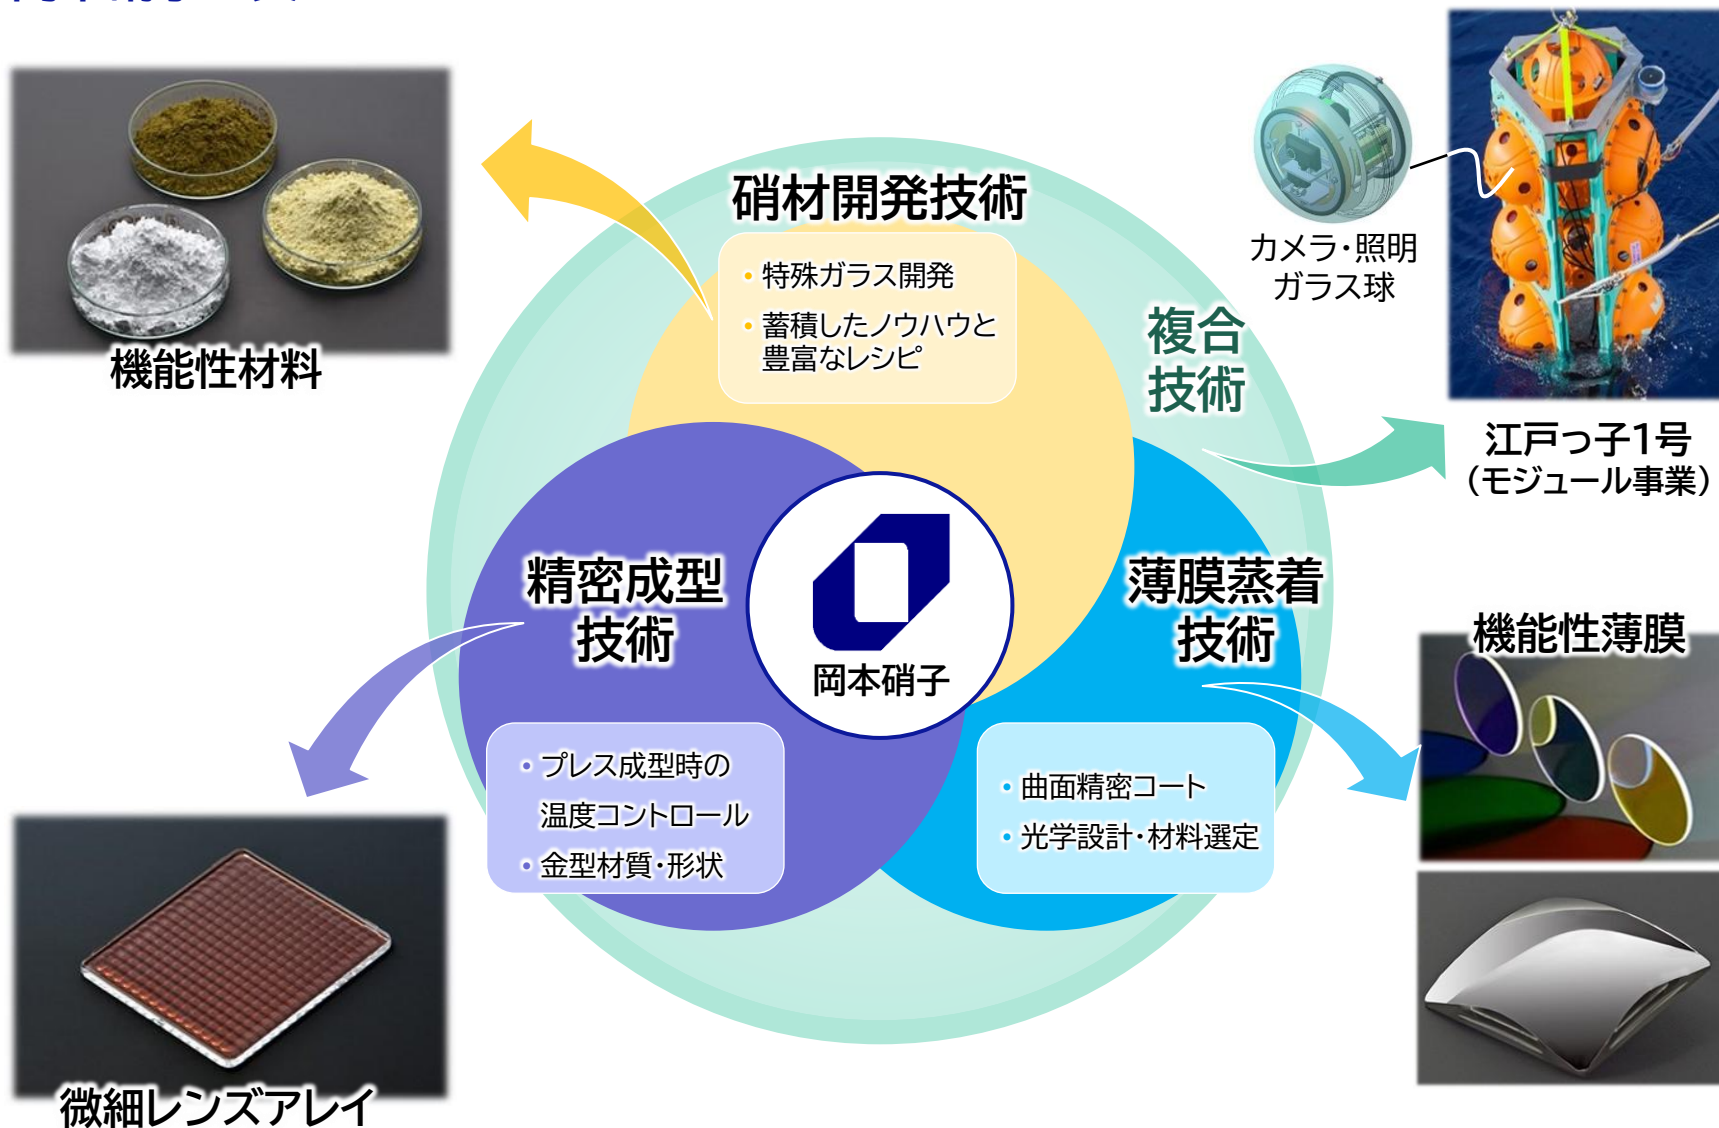 硝材開発技術
・特殊ガラス開発
・蓄積したノウハウと
豊富なレシピ
機能性材料
カメラ・照明
ガラス球
複合
技術
江戸っ子1号
(モジュール事業)
精密成型
技術
・プレス成型時の
温度コントロール
・金型材質・形状
岡本硝子
薄膜蒸着
技術
・曲面精密コート
・光学設計・材料選定
機能性薄膜
微細レンズアレイ